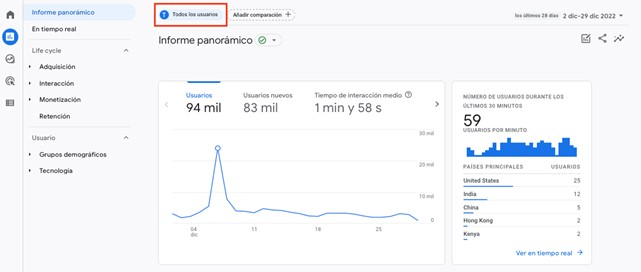 Informe panorámico
En tiempo real
Life cycle
Adquisición
Interacción
Monetización
Retención
Usuario
Grupos demográficos
Tecnología
T Todos los usuarios
Añadir comparación +
los últimos 28 días 2 dic-29 dic 2022
Informe panorámico
Usuarios
94 mil
Usuarios nuevos
83 mil
Tiempo de interacción medio
1 min y 58 s
30 mil
20 mil
10 mil
0
04
dic
11
18
25
NÚMERO DE USUARIOS DURANTE LOS
ÚLTIMOS 30 MINUTOS
59
USUARIOS POR MINUTO
PAÍSES PRINCIPALES USUARIOS
United States 25
India 12
China 5
Hong Kong 2
Kenya 2
Ver en tiempo real